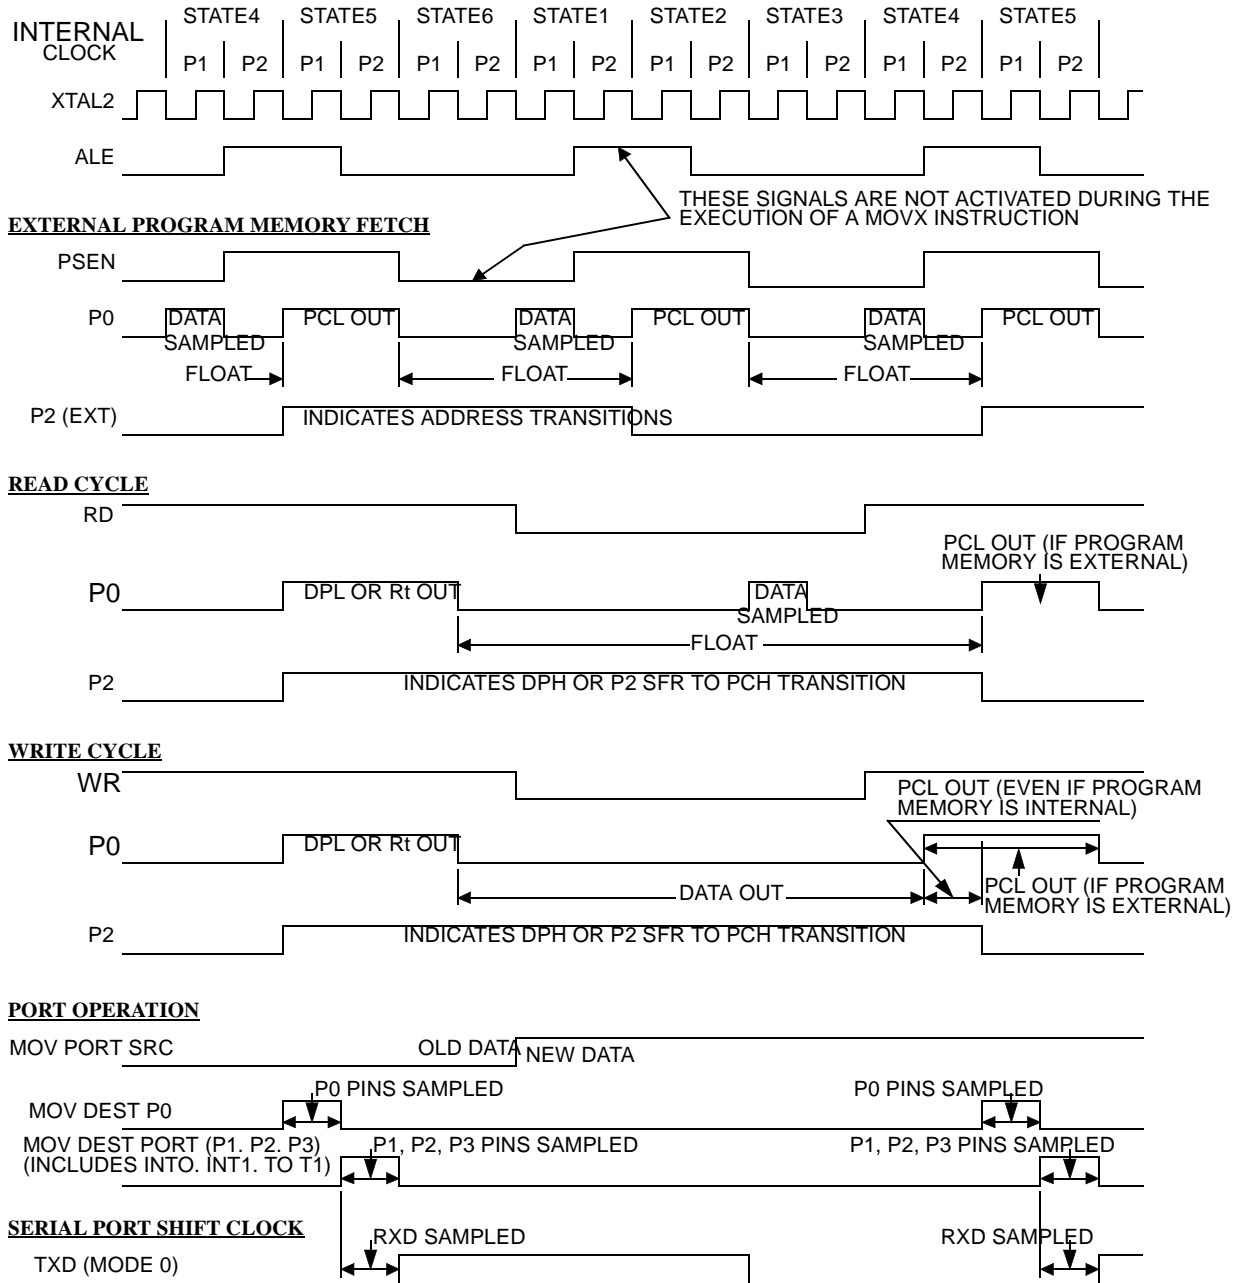 STATE4 STATE5 STATE6 STATE1 STATE2 STATE3 STATE4 STATE5
INTERNAL
CLOCK
P1 P2 P1 P2 P1 P2 P1 P2 P1 P2 P1 P2 P1 P2 P1 P2
XTAL2
ALE
THESE SIGNALS ARE NOT ACTIVATED DURING THE
EXECUTION OF A MOVX INSTRUCTION
EXTERNAL PROGRAM MEMORY FETCH
PSEN
P0 DATA PCL OUT DATA PCL OUT DATA PCL OUT
SAMPLED SAMPLED SAMPLED
FLOAT FLOAT FLOAT
P2 (EXT) INDICATES ADDRESS TRANSITIONS
READ CYCLE
RD
PCL OUT (IF PROGRAM
MEMORY IS EXTERNAL)
P0 DPL OR Rt OUT DATA
SAMPLED
FLOAT
P2 INDICATES DPH OR P2 SFR TO PCH TRANSITION
WRITE CYCLE
WR
PCL OUT (EVEN IF PROGRAM
MEMORY IS INTERNAL)
P0 DPL OR Rt OUT
DATA OUT
PCL OUT (IF PROGRAM
MEMORY IS EXTERNAL)
P2 INDICATES DPH OR P2 SFR TO PCH TRANSITION
PORT OPERATION
MOV PORT SRC OLD DATA NEW DATA
P0 PINS SAMPLED P0 PINS SAMPLED
MOV DEST P0
MOV DEST PORT (P1. P2. P3) P1, P2, P3 PINS SAMPLED P1, P2, P3 PINS SAMPLED
(INCLUDES INTO. INT1. TO T1)
SERIAL PORT SHIFT CLOCK
RXD SAMPLED RXD SAMPLED
TXD (MODE 0)